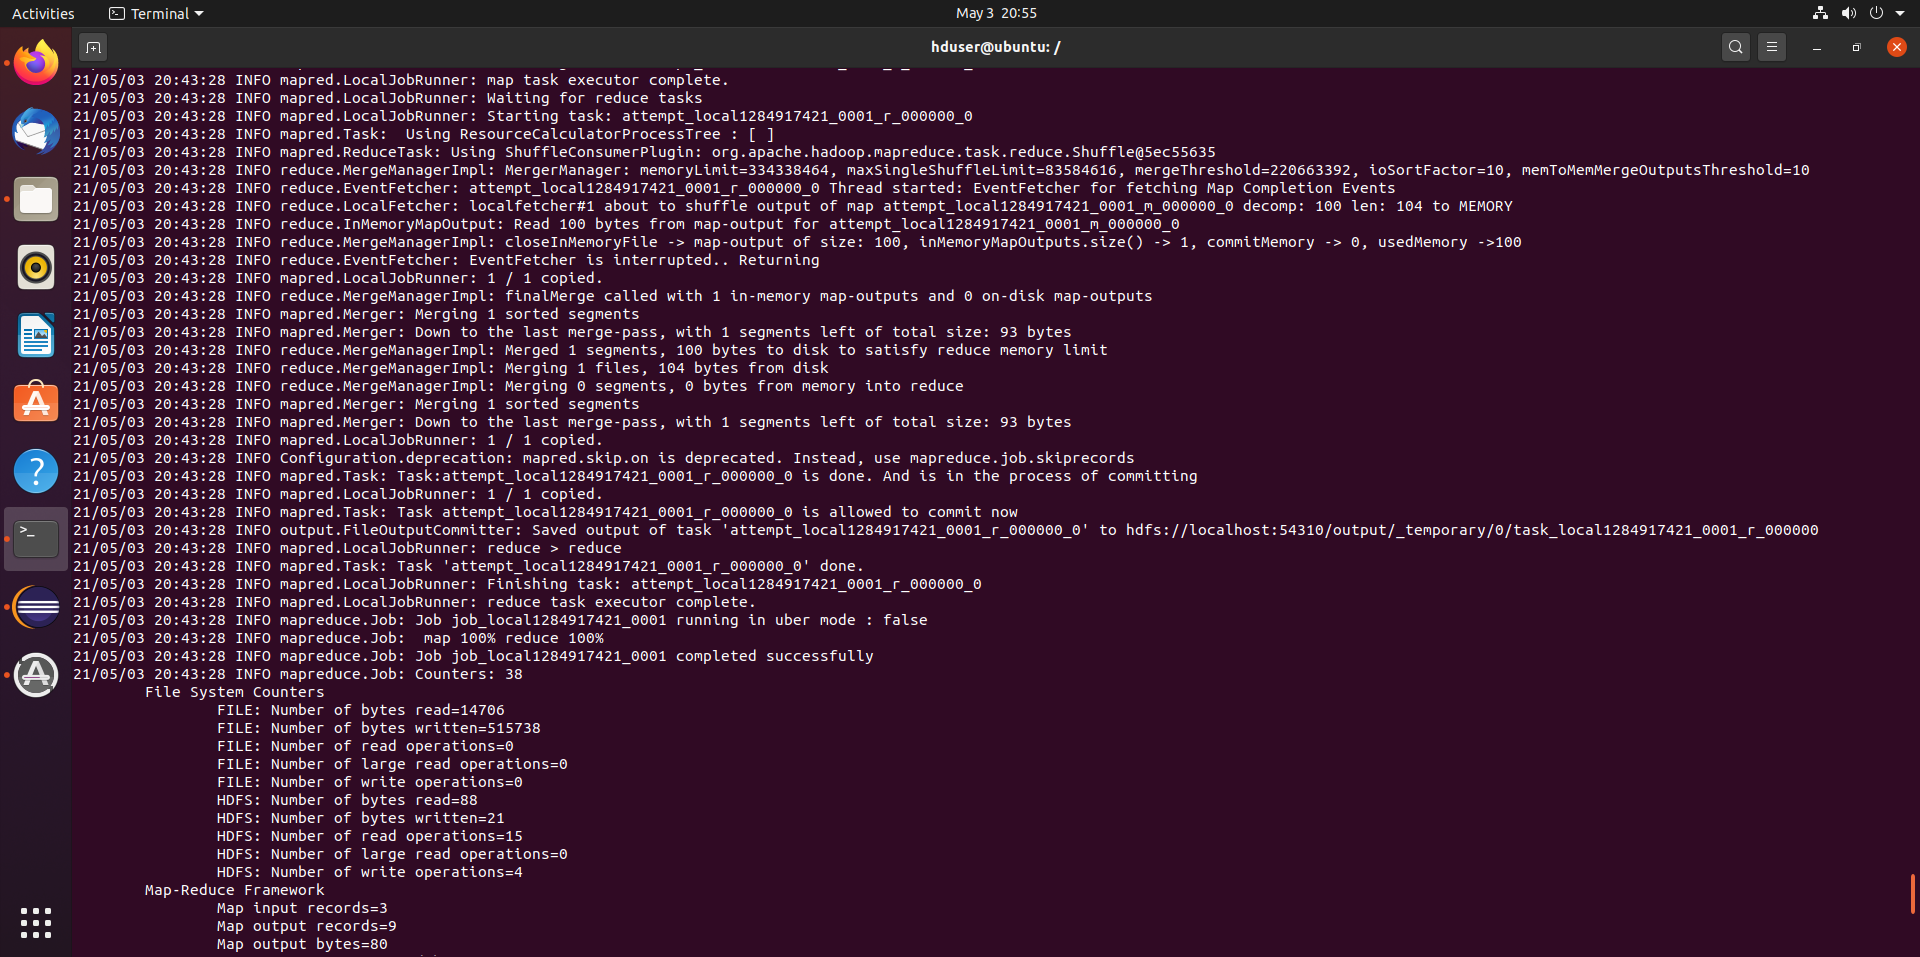 Activities
Terminal
May 3 20:55
hduser@ubuntu: /
21/05/03 20:43:28 INFO mapred.LocalJobRunner: map task executor complete.
21/05/03 20:43:28 INFO mapred.LocalJobRunner: Waiting for reduce tasks
21/05/03 20:43:28 INFO mapred.LocalJobRunner: Starting task: attempt_local1284917421_0001_r_000000_0
21/05/03 20:43:28 INFO mapred.Task:  Using ResourceCalculatorProcessTree : [ ]
21/05/03 20:43:28 INFO mapred.ReduceTask: Using ShuffleConsumerPlugin: org.apache.hadoop.mapreduce.task.reduce.Shuffle@5ec55635
21/05/03 20:43:28 INFO reduce.MergeManagerImpl: MergerManager: memoryLimit=334338464, maxSingleShuffleLimit=83584616, mergeThreshold=220663392, ioSortFactor=10, memToMemMergeOutputsThreshold=10
21/05/03 20:43:28 INFO reduce.EventFetcher: attempt_local1284917421_0001_r_000000_0 Thread started: EventFetcher for fetching Map Completion Events
21/05/03 20:43:28 INFO reduce.LocalFetcher: localfetcher#1 about to shuffle output of map attempt_local1284917421_0001_m_000000_0 decomp: 100 len: 104 to MEMORY
21/05/03 20:43:28 INFO reduce.InMemoryMapOutput: Read 100 bytes from map-output for attempt_local1284917421_0001_m_000000_0
21/05/03 20:43:28 INFO reduce.MergeManagerImpl: closeInMemoryFile -> map-output of size: 100, inMemoryMapOutputs.size() -> 1, commitMemory -> 0, usedMemory ->100
21/05/03 20:43:28 INFO reduce.EventFetcher: EventFetcher is interrupted.. Returning
21/05/03 20:43:28 INFO mapred.LocalJobRunner: 1 / 1 copied.
21/05/03 20:43:28 INFO reduce.MergeManagerImpl: finalMerge called with 1 in-memory map-outputs and 0 on-disk map-outputs
21/05/03 20:43:28 INFO mapred.Merger: Merging 1 sorted segments
21/05/03 20:43:28 INFO mapred.Merger: Down to the last merge-pass, with 1 segments left of total size: 93 bytes
21/05/03 20:43:28 INFO reduce.MergeManagerImpl: Merged 1 segments, 100 bytes to disk to satisfy reduce memory limit
21/05/03 20:43:28 INFO reduce.MergeManagerImpl: Merging 1 files, 104 bytes from disk
21/05/03 20:43:28 INFO reduce.MergeManagerImpl: Merging 0 segments, 0 bytes from memory into reduce
21/05/03 20:43:28 INFO mapred.Merger: Merging 1 sorted segments
21/05/03 20:43:28 INFO mapred.Merger: Down to the last merge-pass, with 1 segments left of total size: 93 bytes
21/05/03 20:43:28 INFO mapred.LocalJobRunner: 1 / 1 copied.
21/05/03 20:43:28 INFO Configuration.deprecation: mapred.skip.on is deprecated. Instead, use mapreduce.job.skiprecords
21/05/03 20:43:28 INFO mapred.Task: Task:attempt_local1284917421_0001_r_000000_0 is done. And is in the process of committing
21/05/03 20:43:28 INFO mapred.LocalJobRunner: 1 / 1 copied.
21/05/03 20:43:28 INFO mapred.Task: Task attempt_local1284917421_0001_r_000000_0 is allowed to commit now
21/05/03 20:43:28 INFO output.FileOutputCommitter: Saved output of task 'attempt_local1284917421_0001_r_000000_0' to hdfs://localhost:54310/output/_temporary/0/task_local1284917421_0001_r_000000
21/05/03 20:43:28 INFO mapred.LocalJobRunner: reduce > reduce
21/05/03 20:43:28 INFO mapred.Task: Task 'attempt_local1284917421_0001_r_000000_0' done.
21/05/03 20:43:28 INFO mapred.LocalJobRunner: Finishing task: attempt_local1284917421_0001_r_000000_0
21/05/03 20:43:28 INFO mapred.LocalJobRunner: reduce task executor complete.
21/05/03 20:43:28 INFO mapreduce.Job: Job job_local1284917421_0001 running in uber mode : false
21/05/03 20:43:28 INFO mapreduce.Job:  map 100% reduce 100%
21/05/03 20:43:28 INFO mapreduce.Job: Job job_local1284917421_0001 completed successfully
21/05/03 20:43:28 INFO mapreduce.Job: Counters: 38
File System Counters
FILE: Number of bytes read=14706
FILE: Number of bytes written=515738
FILE: Number of read operations=0
FILE: Number of large read operations=0
FILE: Number of write operations=0
HDFS: Number of bytes read=88
HDFS: Number of bytes written=21
HDFS: Number of read operations=15
HDFS: Number of large read operations=0
HDFS: Number of write operations=4
Map-Reduce Framework
Map input records=3
Map output records=9
Map output bytes=80